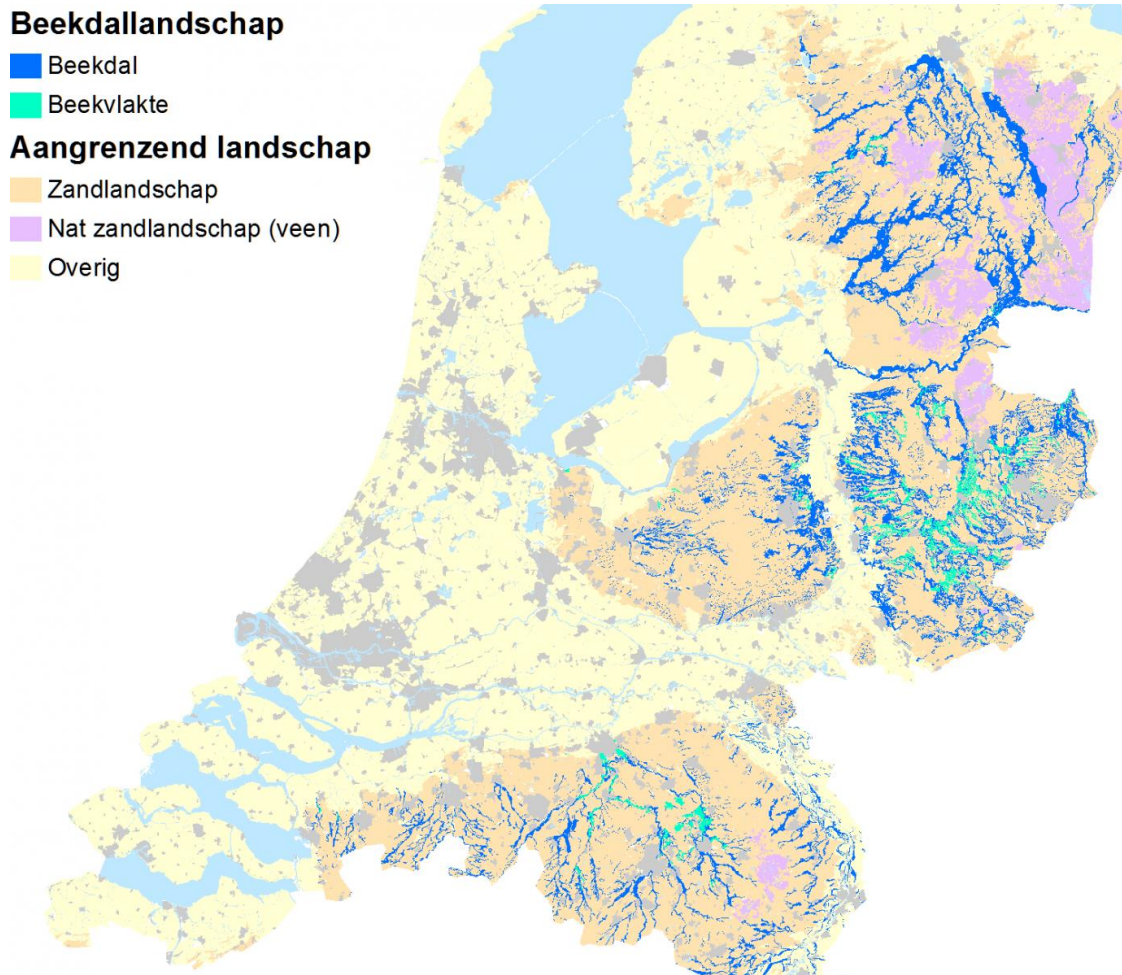 Beekdallandschap
Beekdal
Beekvlakte
Aangrenzend landschap
Zandlandschap
Nat zandlandschap (veen)
Overig